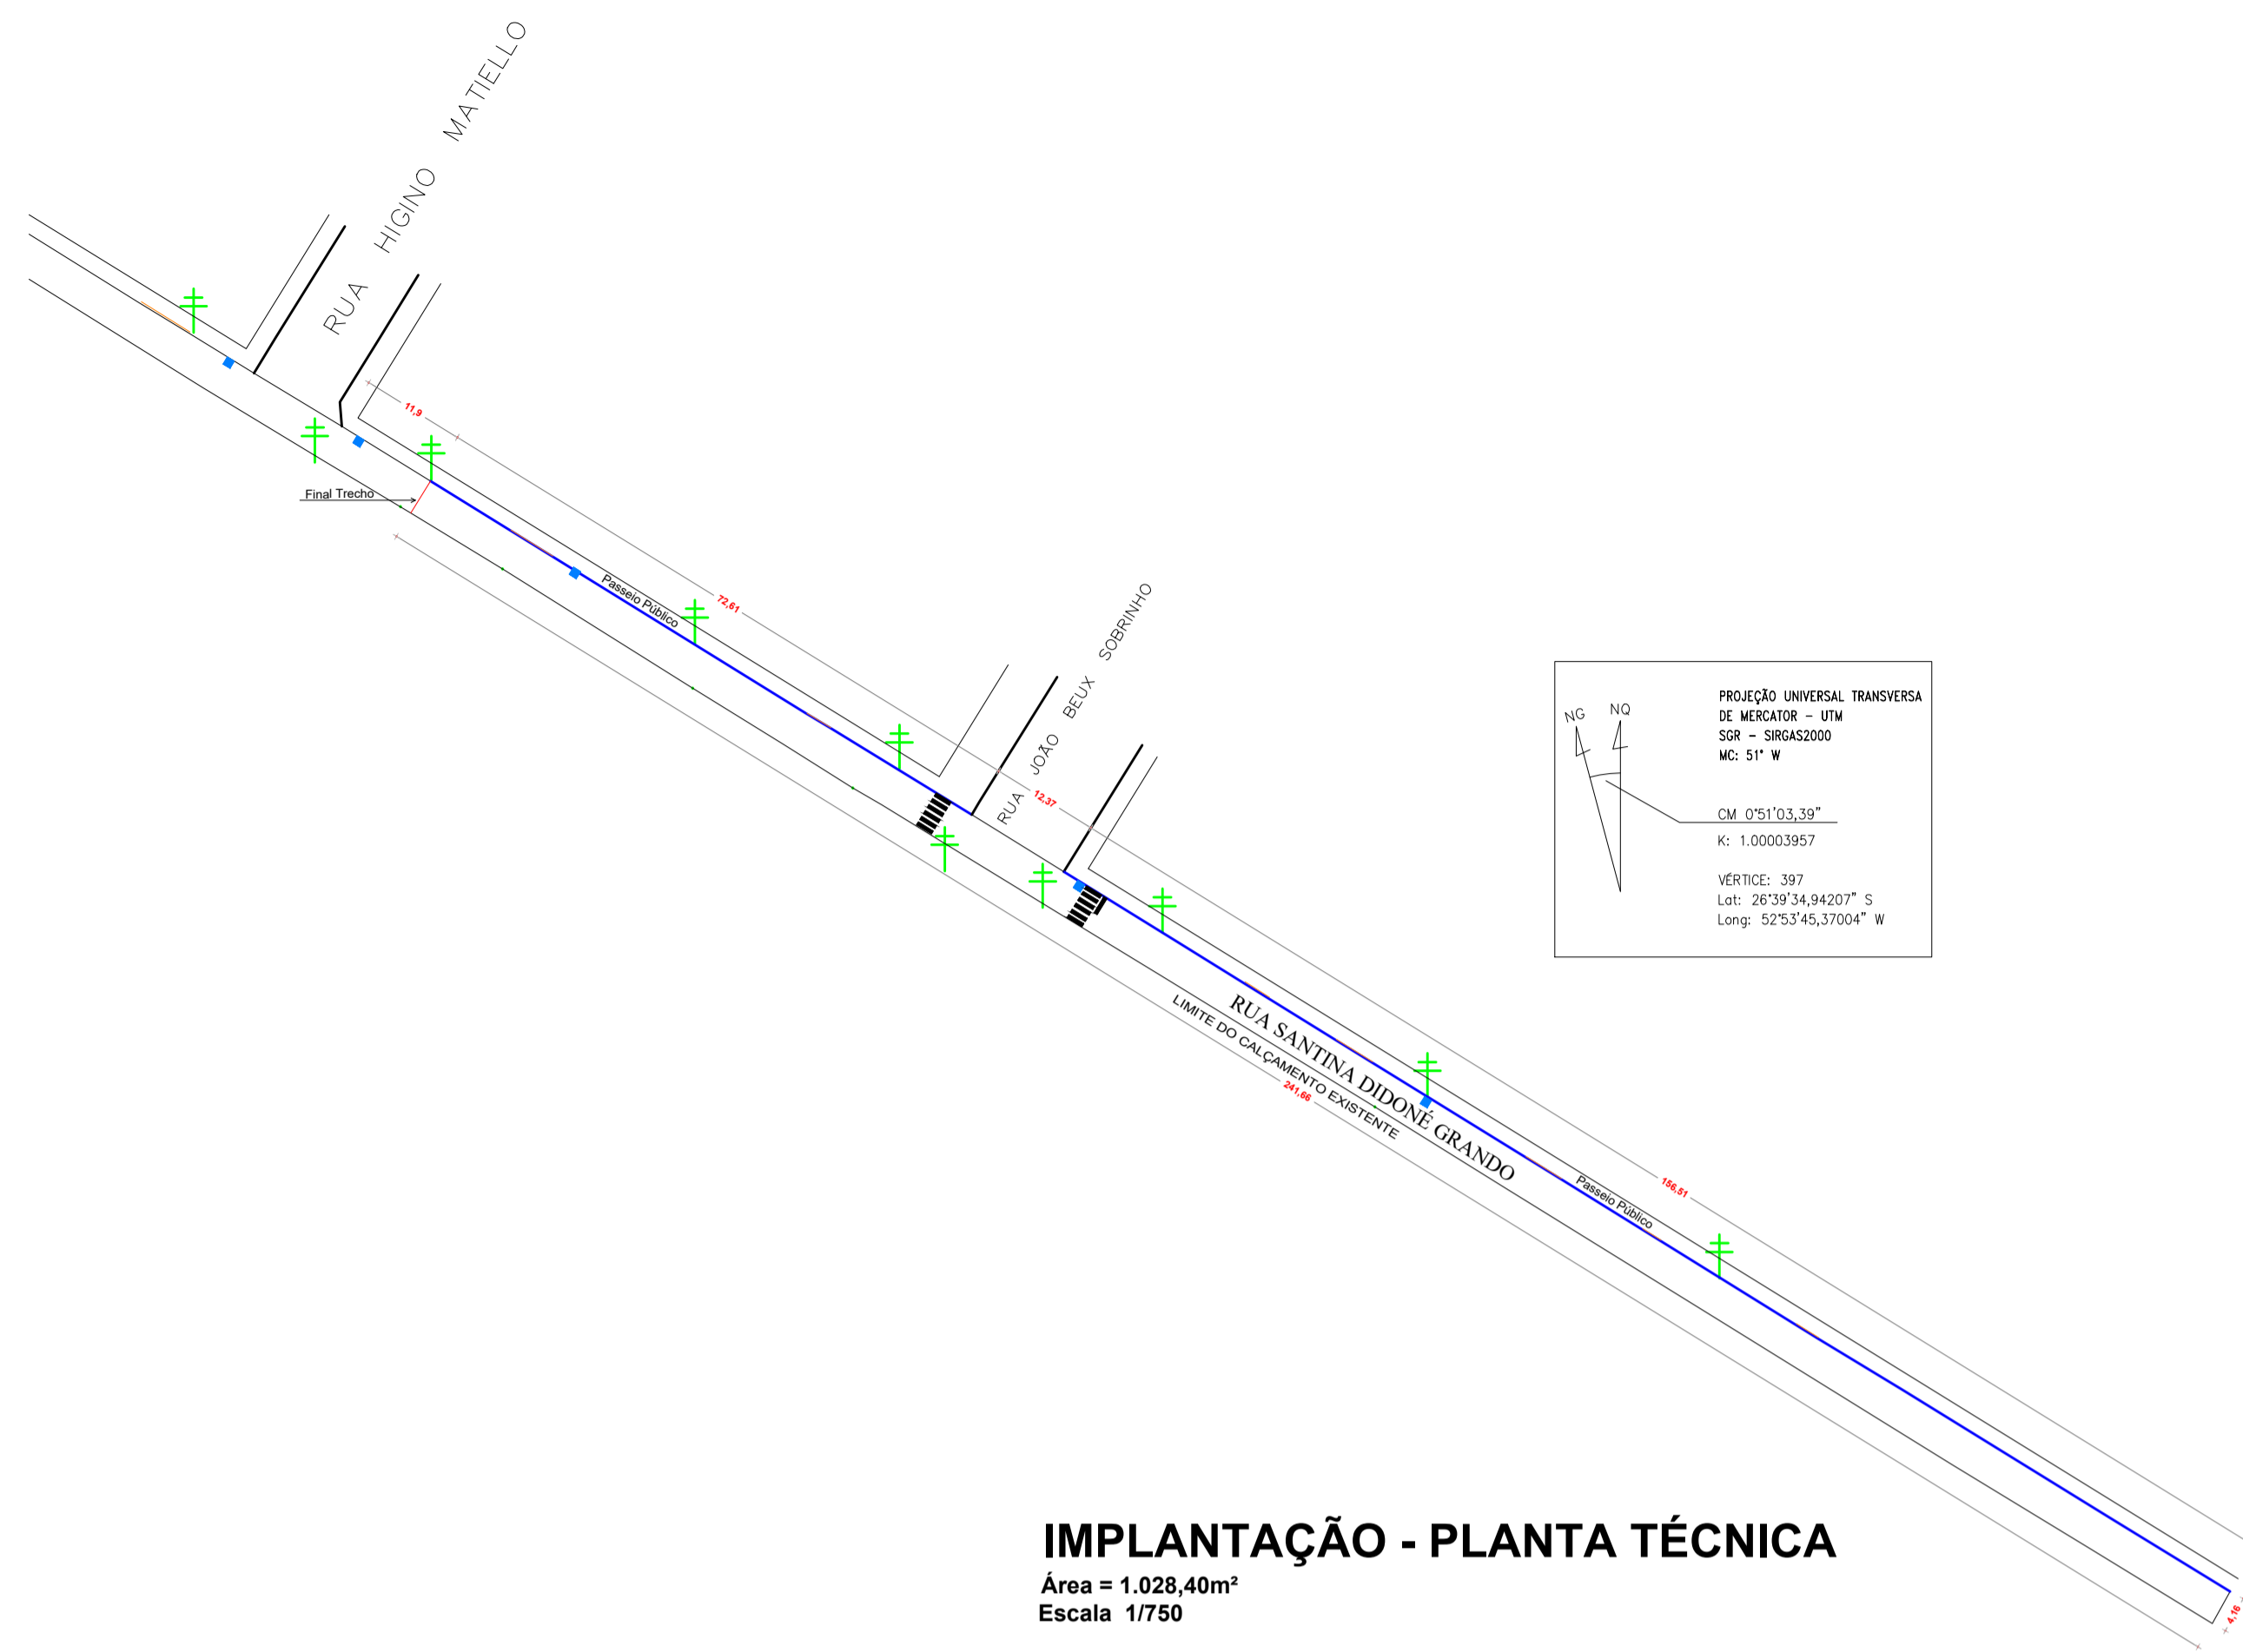 RUA HIGINO MATIELLO
11,9
Final Trecho
Passeio Público
72,61
RUA JOÃO BEUX SOBRINHO
12,37
NG
NQ
PROJEÇÃO UNIVERSAL TRANSVERSA
DE MERCATOR - UTM
SGR - SIRGAS2000
MC: 51° W
CM 0°51'03,39"
K: 1.00003957
VÉRTICE: 397
Lat: 26°39'34,94207" S
Long: 52°53'45,37004" W
RUA SANTINA DIDONÉ GRANDO
LIMITE DO CALÇAMENTO EXISTENTE
241,66
Passeio Público
156,51
4,16
IMPLANTAÇÃO - PLANTA TÉCNICA
Área = 1.028,40m²
Escala 1/750